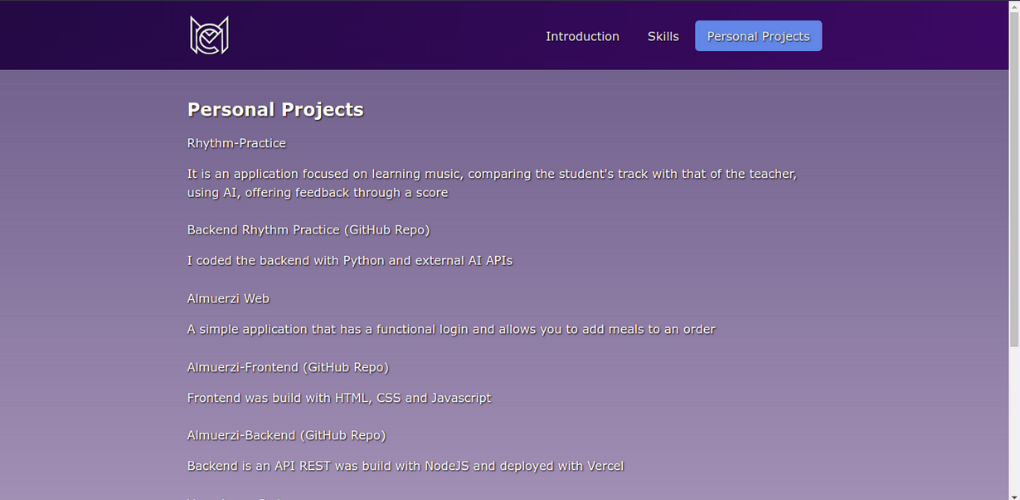 Introduction
Skills
Personal Projects
Personal Projects
Rhythm-Practice
It is an application focused on learning music, comparing the student's track with that of the teacher,
using AI, offering feedback through a score
Backend Rhythm Practice (GitHub Repo)
I coded the backend with Python and external AI APIs
Almuerzi Web
A simple application that has a functional login and allows you to add meals to an order
Almuerzi-Frontend (GitHub Repo)
Frontend was build with HTML, CSS and Javascript
Almuerzi-Backend (GitHub Repo)
Backend is an API REST was build with NodeJS and deployed with Vercel